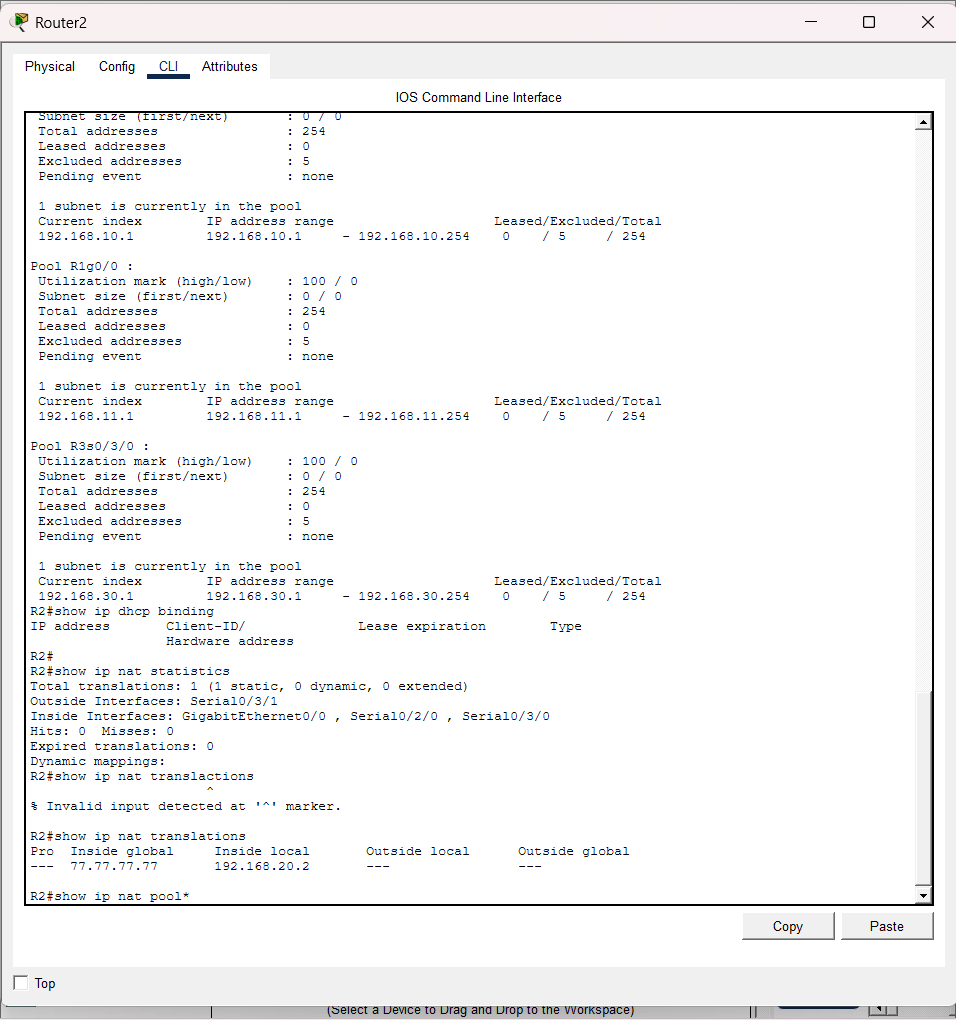 Router2
Physical Config CLI Attributes
IOS Command Line Interface
Subnet size (first/next) : 0 / 0
Total addresses : 254
Leased addresses : 0
Excluded addresses : 5
Pending event : none
1 subnet is currently in the pool
Current index IP address range Leased/Excluded/Total
192.168.10.1 192.168.10.1 - 192.168.10.254 0 / 5 / 254
Pool R1g0/0 :
Utilization mark (high/low) : 100 / 0
Subnet size (first/next) : 0 / 0
Total addresses : 254
Leased addresses : 0
Excluded addresses : 5
Pending event : none
1 subnet is currently in the pool
Current index IP address range Leased/Excluded/Total
192.168.11.1 192.168.11.1 - 192.168.11.254 0 / 5 / 254
Pool R3s0/3/0 :
Utilization mark (high/low) : 100 / 0
Subnet size (first/next) : 0 / 0
Total addresses : 254
Leased addresses : 0
Excluded addresses : 5
Pending event : none
1 subnet is currently in the pool
Current index IP address range Leased/Excluded/Total
192.168.30.1 192.168.30.1 - 192.168.30.254 0 / 5 / 254
R2#show ip dhcp binding
IP address Client-ID/ Lease expiration Type
Hardware address
R2#
R2#show ip nat statistics
Total translations: 1 (1 static, 0 dynamic, 0 extended)
Outside Interfaces: Serial0/3/1
Inside Interfaces: GigabitEthernet0/0 , Serial0/2/0 , Serial0/3/0
Hits: 0 Misses: 0
Expired translations: 0
Dynamic mappings:
R2#show ip nat translactions
^
% Invalid input detected at '^' marker.
R2#show ip nat translations
Pro Inside global Inside local Outside local Outside global
--- 77.77.77.77 192.168.20.2 --- ---
R2#show ip nat pool*
Copy Paste
Top
(Select a Device to Drag and Drop to the Workspace)